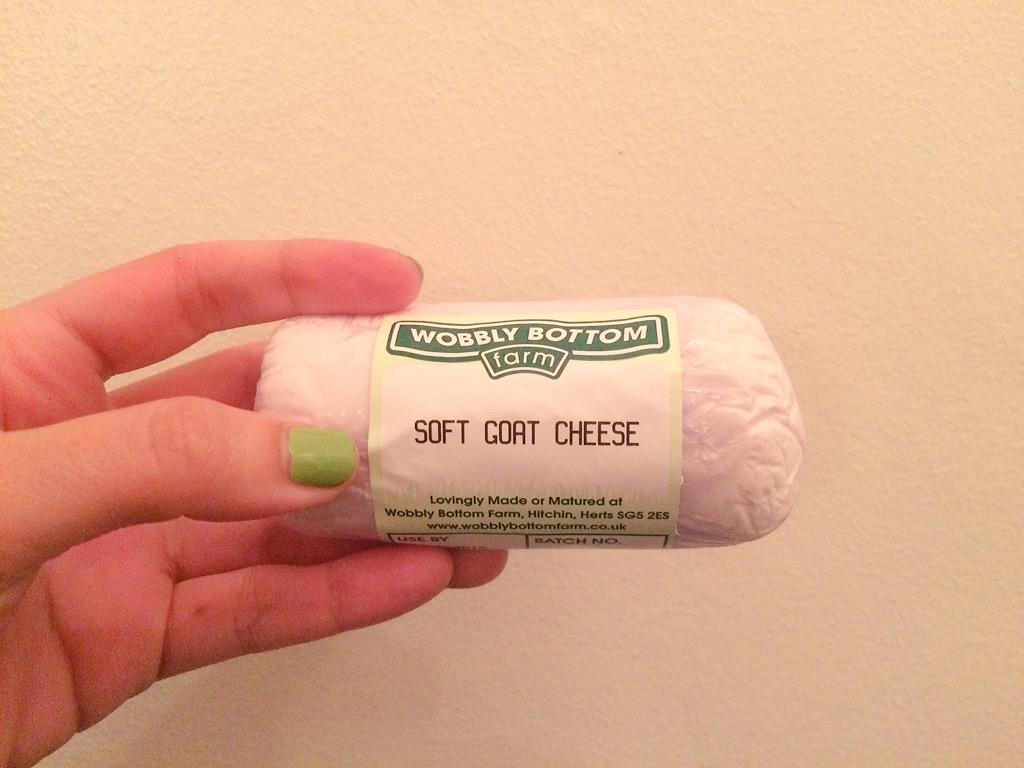 WOBBLY BOTTOM
farm
SOFT GOAT CHEESE
Lovingly Made or Matured at
Wobbly Bottom Farm, Hitchin, Herts SG5 2ES
www.wobblybottomfarm.co.uk
USE BY BATCH NO.